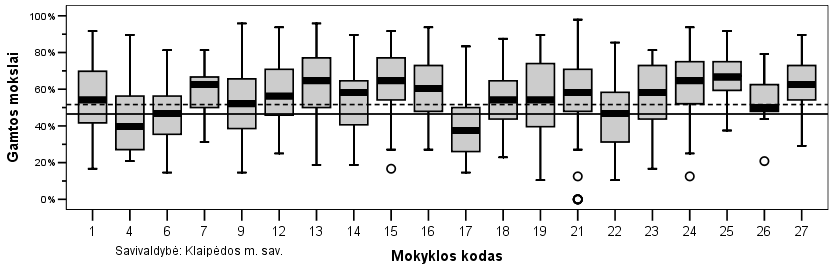 Gamtos mokslai
100%
80%
60%
40%
20%
0%
1 4 6 7 9 12 13 14 15 16 17 18 19 21 22 23 24 25 26 27
Savivaldybė: Klaipėdos m. sav.
Mokyklos kodas